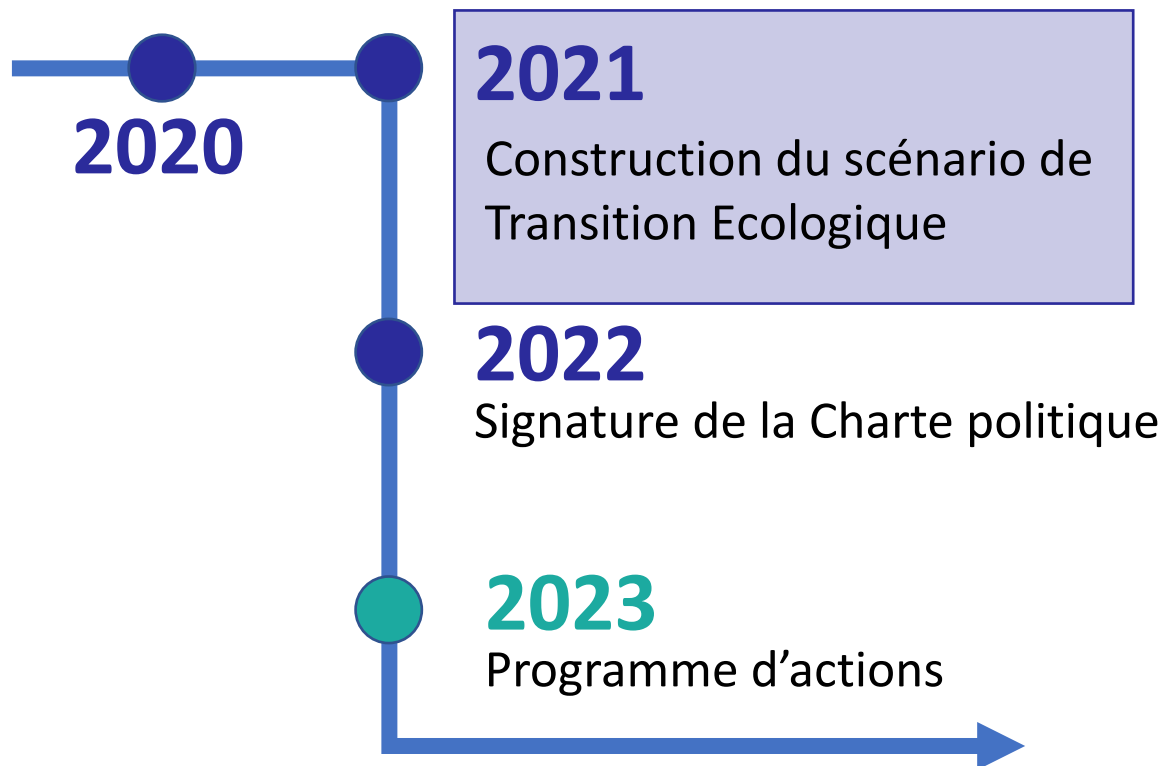 2020
2021
Construction du scénario de
Transition Ecologique
2022
Signature de la Charte politique
2023
Programme d’actions